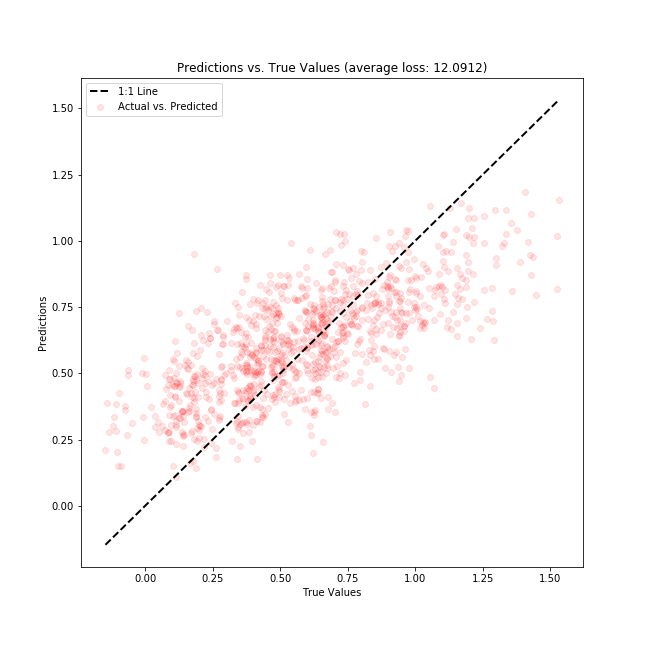 Predictions vs. True Values (average loss: 12.0912)
1:1 Line
Actual vs. Predicted
1.50
1.25
1.00
0.75
0.50
0.25
0.00
Predictions
0.00 0.25 0.50 0.75 1.00 1.25 1.50
True Values